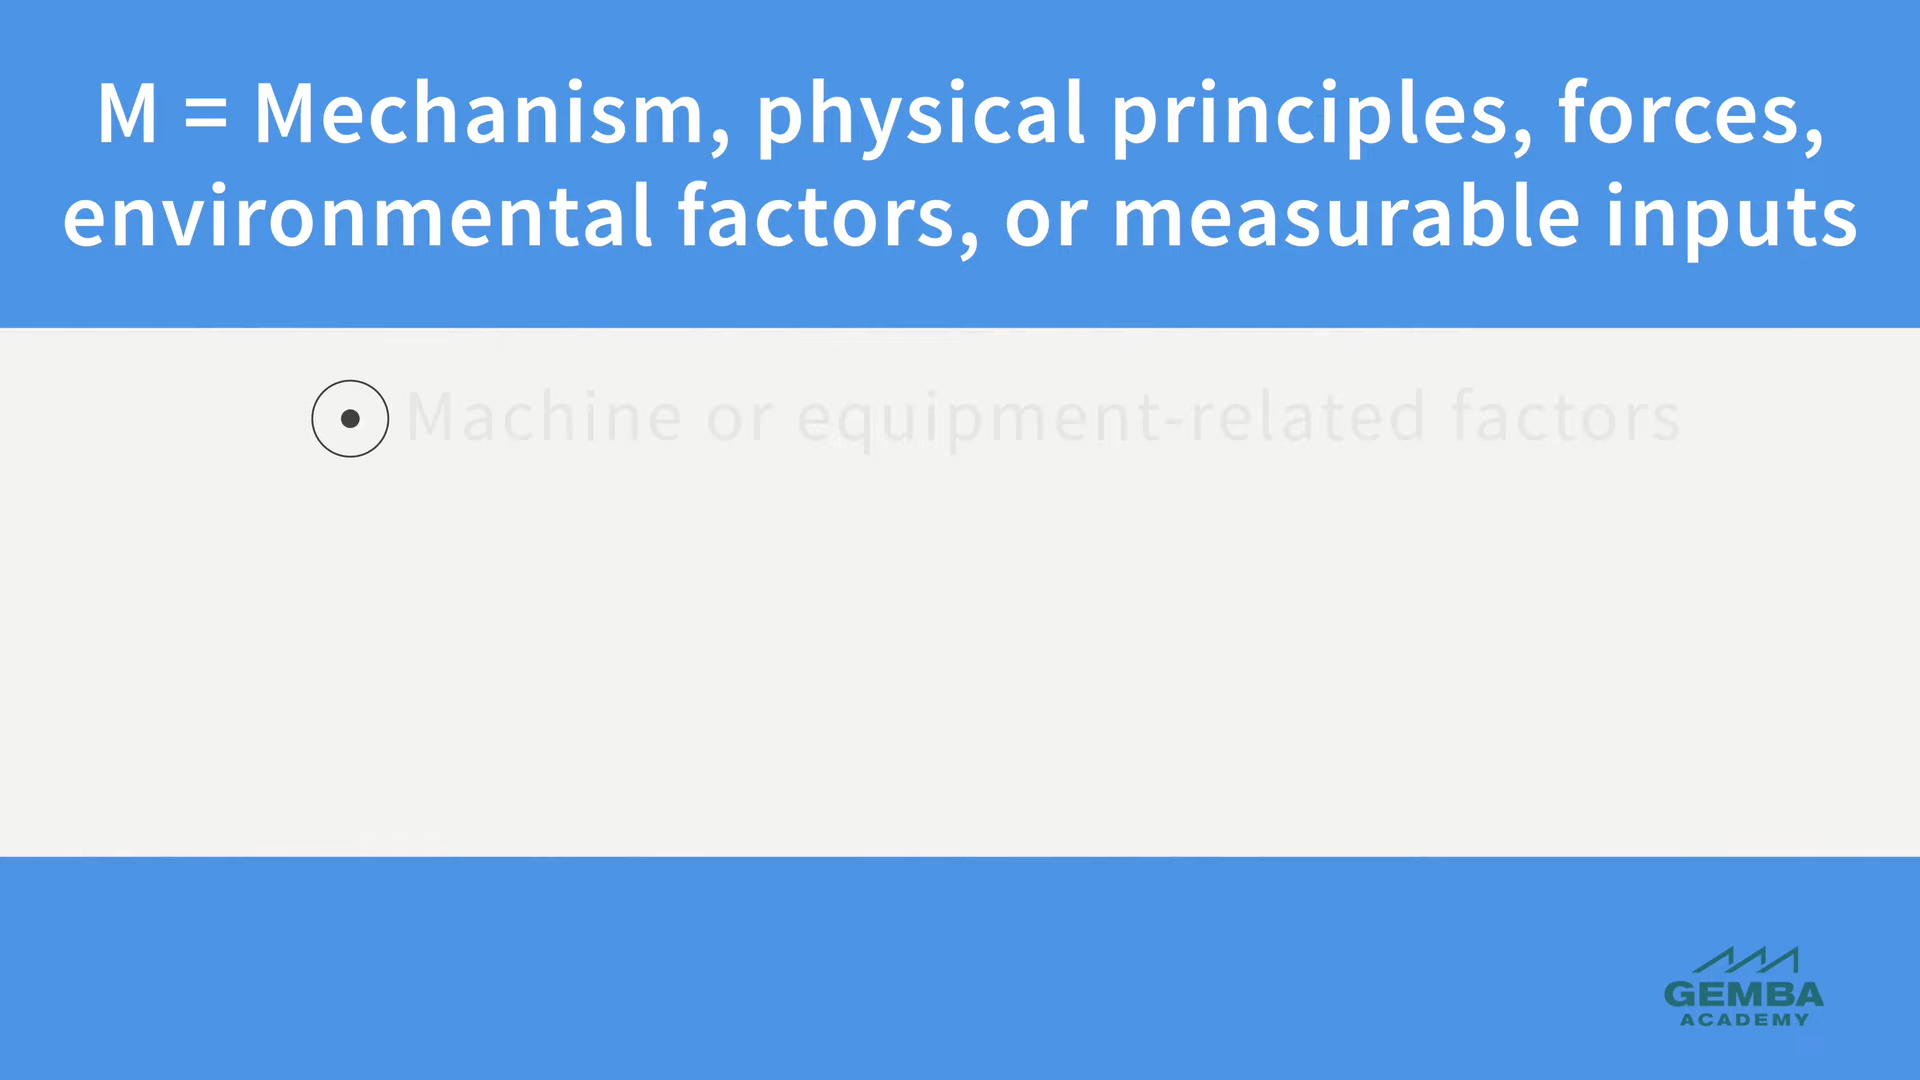 M = Mechanism, physical principles, forces,
environmental factors, or measurable inputs
Machine or equipment-related factors
GEMBA
ACADEMY